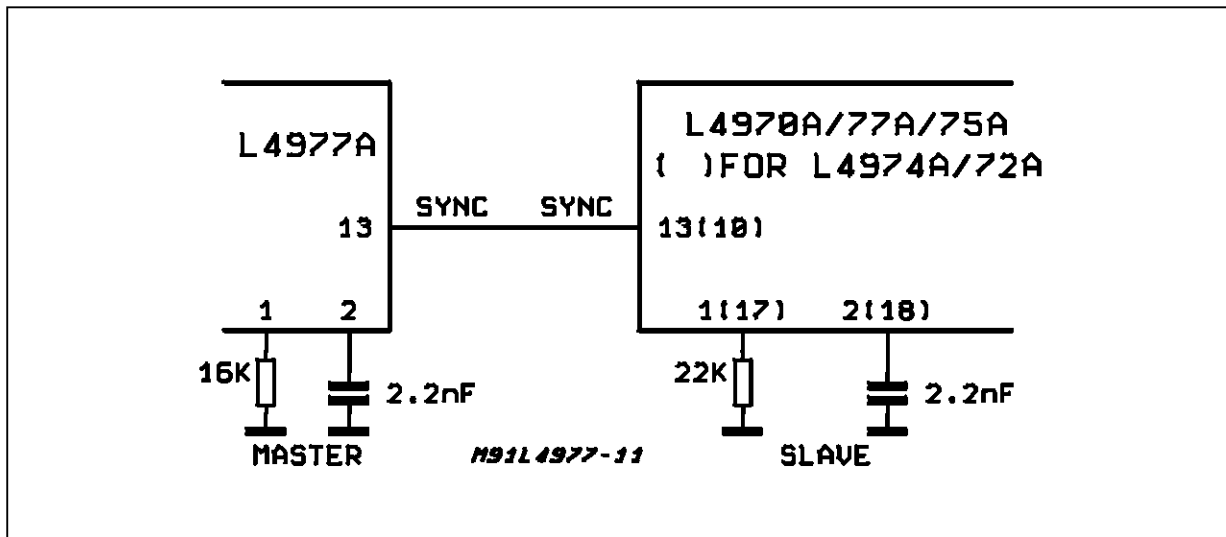 L4977A
L4970A/77A/75A
( )FOR L4974A/72A
SYNC SYNC
13
13(10)
1 2
1(17) 2(18)
16K
2.2nF
22K
2.2nF
MASTER
M91L4977-11
SLAVE